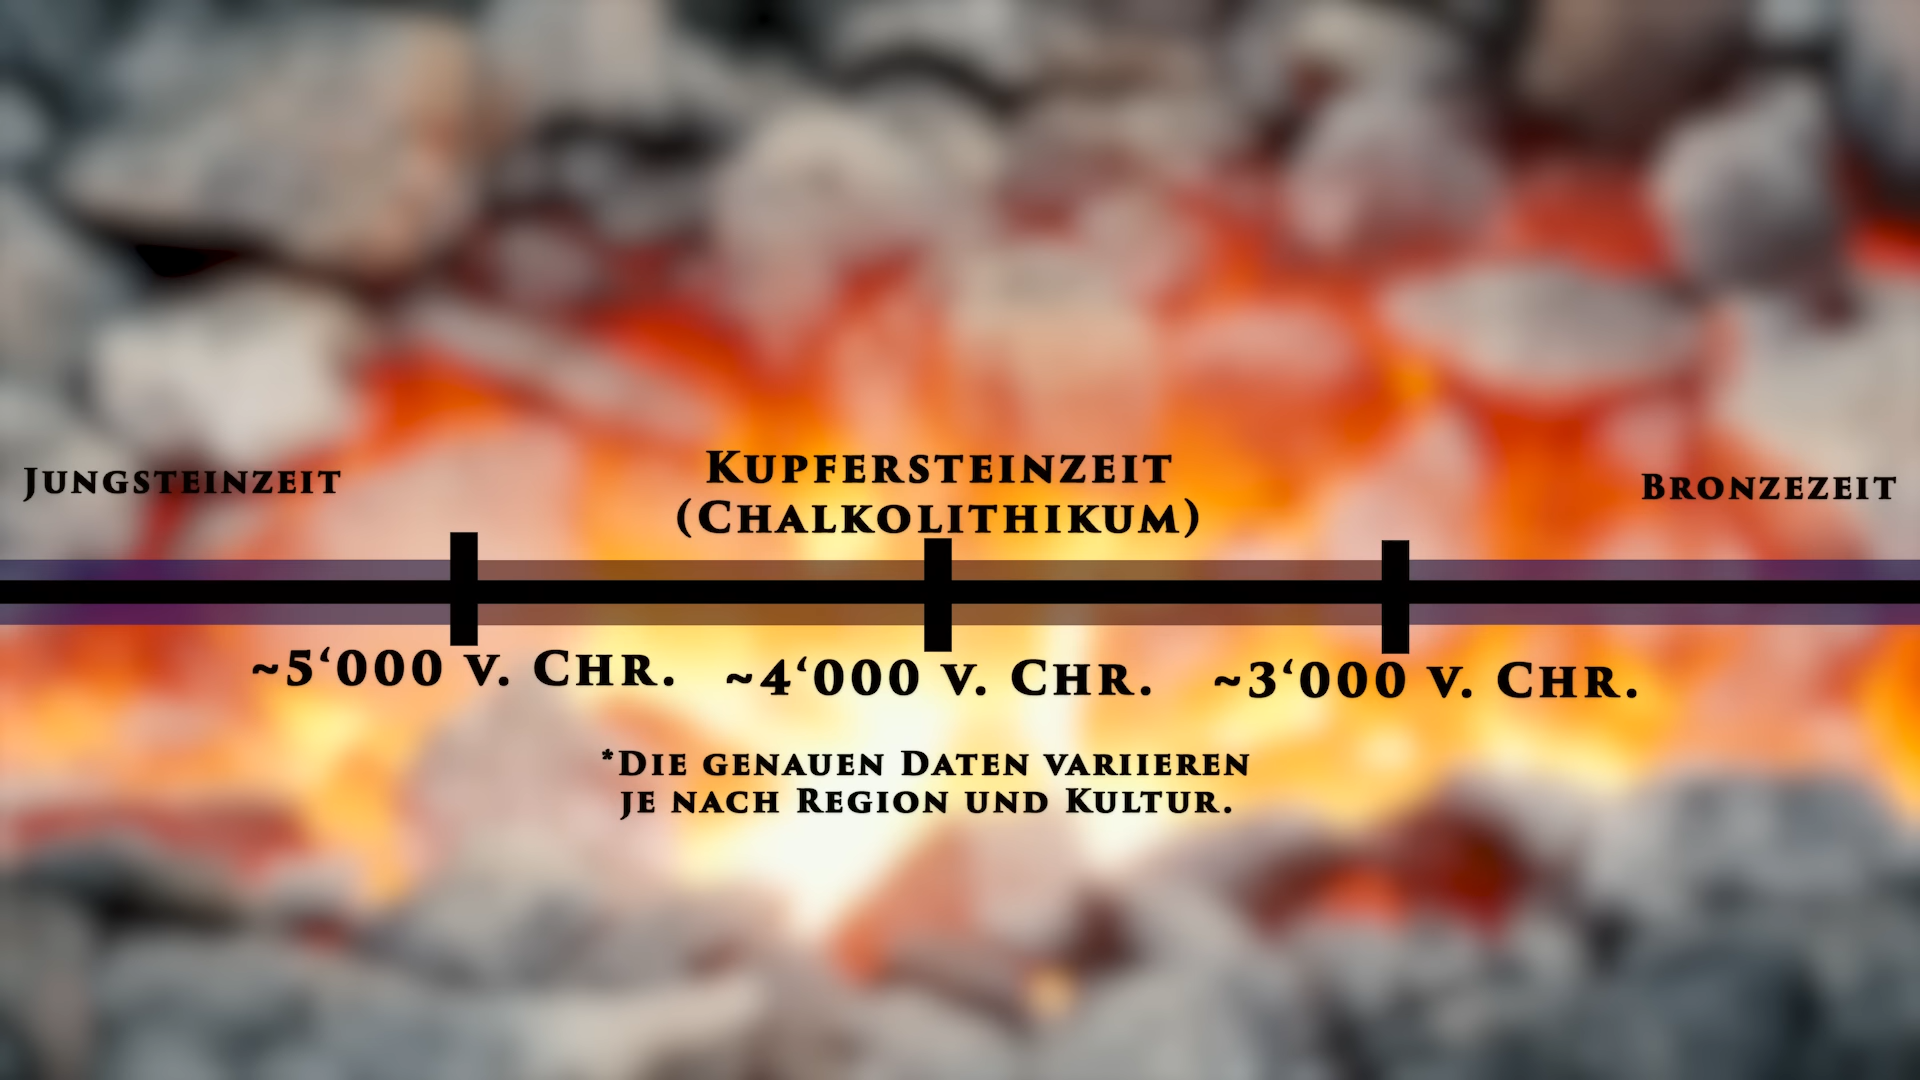 Jungsteinzeit
Kupfersteinzeit
(Chalkolithikum)
Bronzezeit
~5‘000 v. Chr.
~4‘000 v. Chr.
~3‘000 v. Chr.
*Die genauen Daten variieren
je nach Region und Kultur.